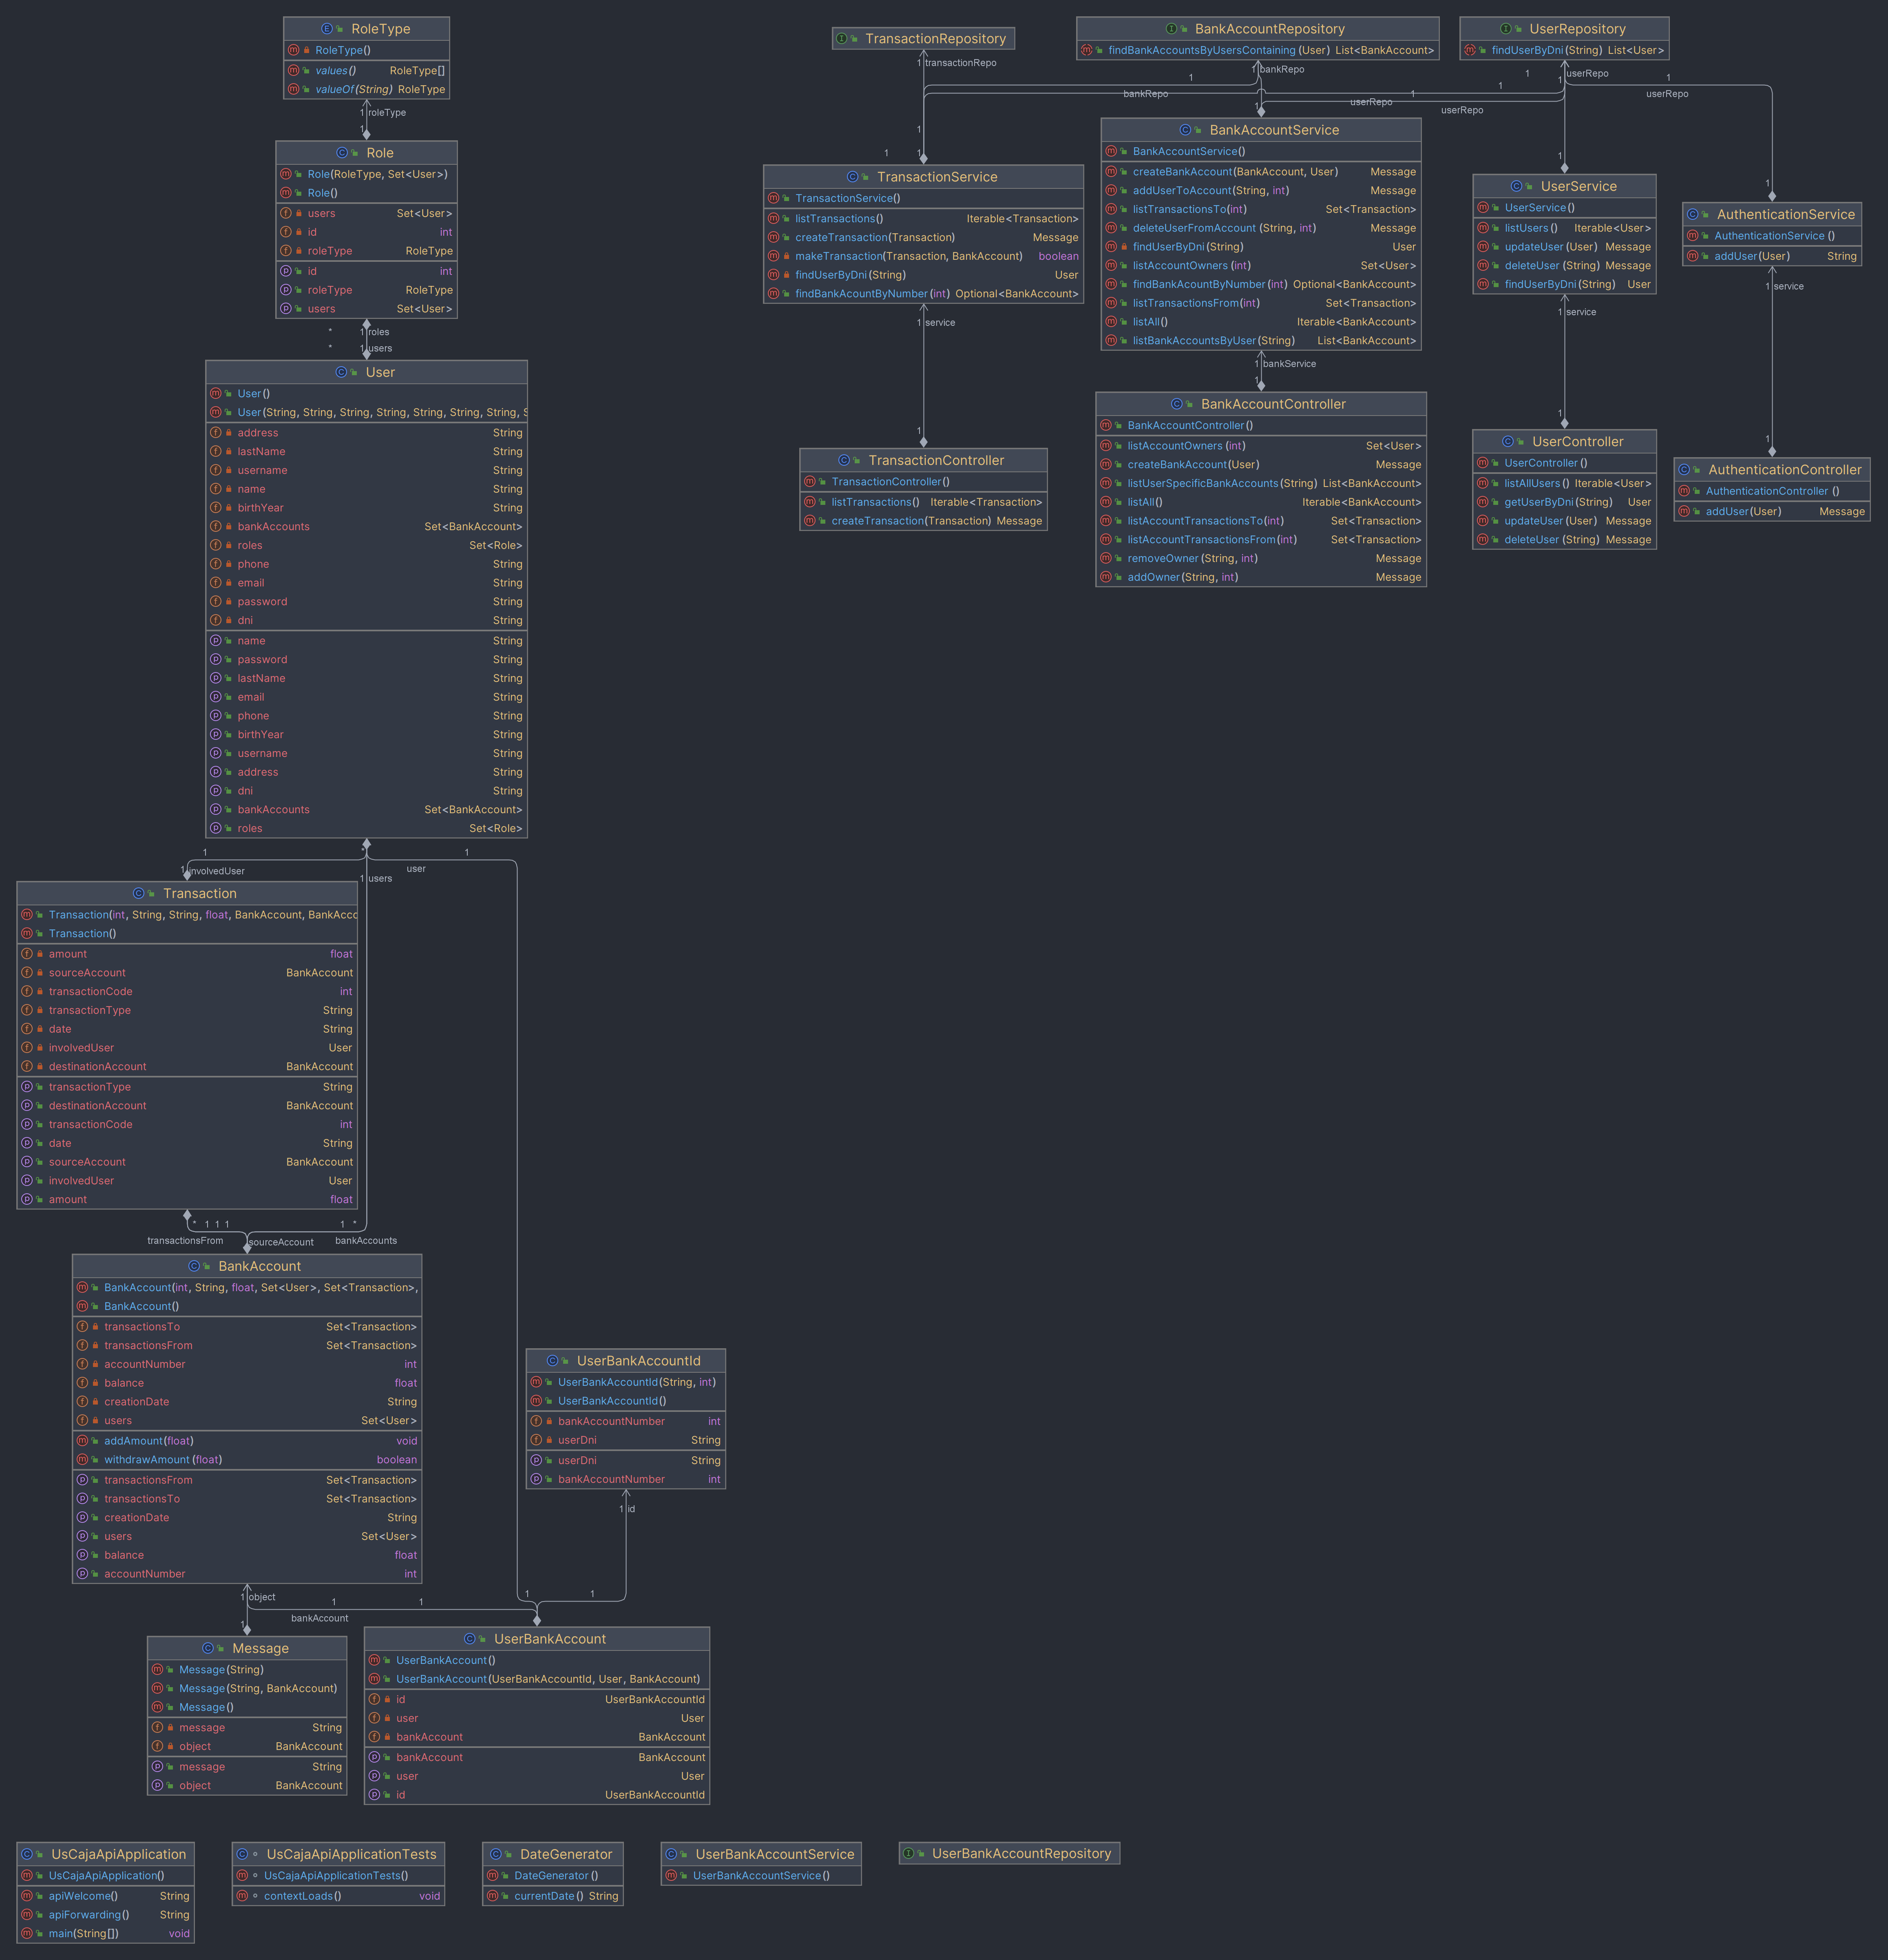 RoleType
RoleType()
values() RoleType[]
valueOf(String) RoleType
1 roleType
1
Role
Role(RoleType, Set<User>)
Role()
users Set<User>
id int
roleType RoleType
id int
roleType RoleType
users Set<User>
* 1 roles
* 1 users
User
User()
User(String, String, String, String, String, String, String, S
address String
lastName String
username String
name String
birthYear String
bankAccounts Set<BankAccount>
roles Set<Role>
phone String
email String
password String
dni String
name String
password String
lastName String
email String
phone String
birthYear String
username String
address String
dni String
bankAccounts Set<BankAccount>
roles Set<Role>
1 * 1
1 involvedUser user
1 users
Transaction
Transaction(int, String, String, float, BankAccount, BankAcco
Transaction()
amount float
sourceAccount BankAccount
transactionCode int
transactionType String
date String
involvedUser User
destinationAccount BankAccount
transactionType String
destinationAccount BankAccount
transactionCode int
date String
sourceAccount BankAccount
involvedUser User
amount float
* 1 1 1 1 *
transactionsFrom sourceAccount bankAccounts
BankAccount
BankAccount(int, String, float, Set<User>, Set<Transaction>,
BankAccount()
transactionsTo Set<Transaction>
transactionsFrom Set<Transaction>
accountNumber int
balance float
creationDate String
users Set<User>
addAmount(float) void
withdrawAmount(float) boolean
transactionsFrom Set<Transaction>
transactionsTo Set<Transaction>
creationDate String
users Set<User>
balance float
accountNumber int
UserBankAccountId
UserBankAccountId(String, int)
UserBankAccountId()
bankAccountNumber int
userDni String
userDni String
bankAccountNumber int
1 id
1 1
1 object
1 1
bankAccount
1
Message
Message(String)
Message(String, BankAccount)
Message()
message String
object BankAccount
message String
object BankAccount
UserBankAccount
UserBankAccount()
UserBankAccount(UserBankAccountId, User, BankAccount)
id UserBankAccountId
user User
bankAccount BankAccount
bankAccount BankAccount
user User
id UserBankAccountId
TransactionRepository
1 transactionRepo
BankAccountRepository
findBankAccountsByUsersContaining(User) List<BankAccount>
1 bankRepo
1
bankRepo
UserRepository
findUserByDni(String) List<User>
1 userRepo
1 1 1
1 1
userRepo userRepo userRepo
1
1 1
TransactionService
TransactionService()
listTransactions() Iterable<Transaction>
createTransaction(Transaction) Message
makeTransaction(Transaction, BankAccount) boolean
findUserByDni(String) User
findBankAcountByNumber(int) Optional<BankAccount>
1 service
1
TransactionController
TransactionController()
listTransactions() Iterable<Transaction>
createTransaction(Transaction) Message
1
BankAccountService
BankAccountService()
createBankAccount(BankAccount, User) Message
addUserToAccount(String, int) Message
listTransactionsTo(int) Set<Transaction>
deleteUserFromAccount(String, int) Message
findUserByDni(String) User
listAccountOwners(int) Set<User>
findBankAcountByNumber(int) Optional<BankAccount>
listTransactionsFrom(int) Set<Transaction>
listAll() Iterable<BankAccount>
listBankAccountsByUser(String) List<BankAccount>
1 bankService
1
BankAccountController
BankAccountController()
listAccountOwners(int) Set<User>
createBankAccount(User) Message
listUserSpecificBankAccounts(String) List<BankAccount>
listAll() Iterable<BankAccount>
listAccountTransactionsTo(int) Set<Transaction>
listAccountTransactionsFrom(int) Set<Transaction>
removeOwner(String, int) Message
addOwner(String, int) Message
1
UserService
UserService()
listUsers() Iterable<User>
updateUser(User) Message
deleteUser(String) Message
findUserByDni(String) User
1 service
1
UserController
UserController()
listAllUsers() Iterable<User>
getUserByDni(String) User
updateUser(User) Message
deleteUser(String) Message
1
AuthenticationService
AuthenticationService()
addUser(User) String
1 service
1
AuthenticationController
AuthenticationController()
addUser(User) Message
UsCajaApiApplication
UsCajaApiApplication()
apiWelcome() String
apiForwarding() String
main(String[]) void
UsCajaApiApplicationTests
UsCajaApiApplicationTests()
contextLoads() void
DateGenerator
DateGenerator()
currentDate() String
UserBankAccountService
UserBankAccountService()
UserBankAccountRepository